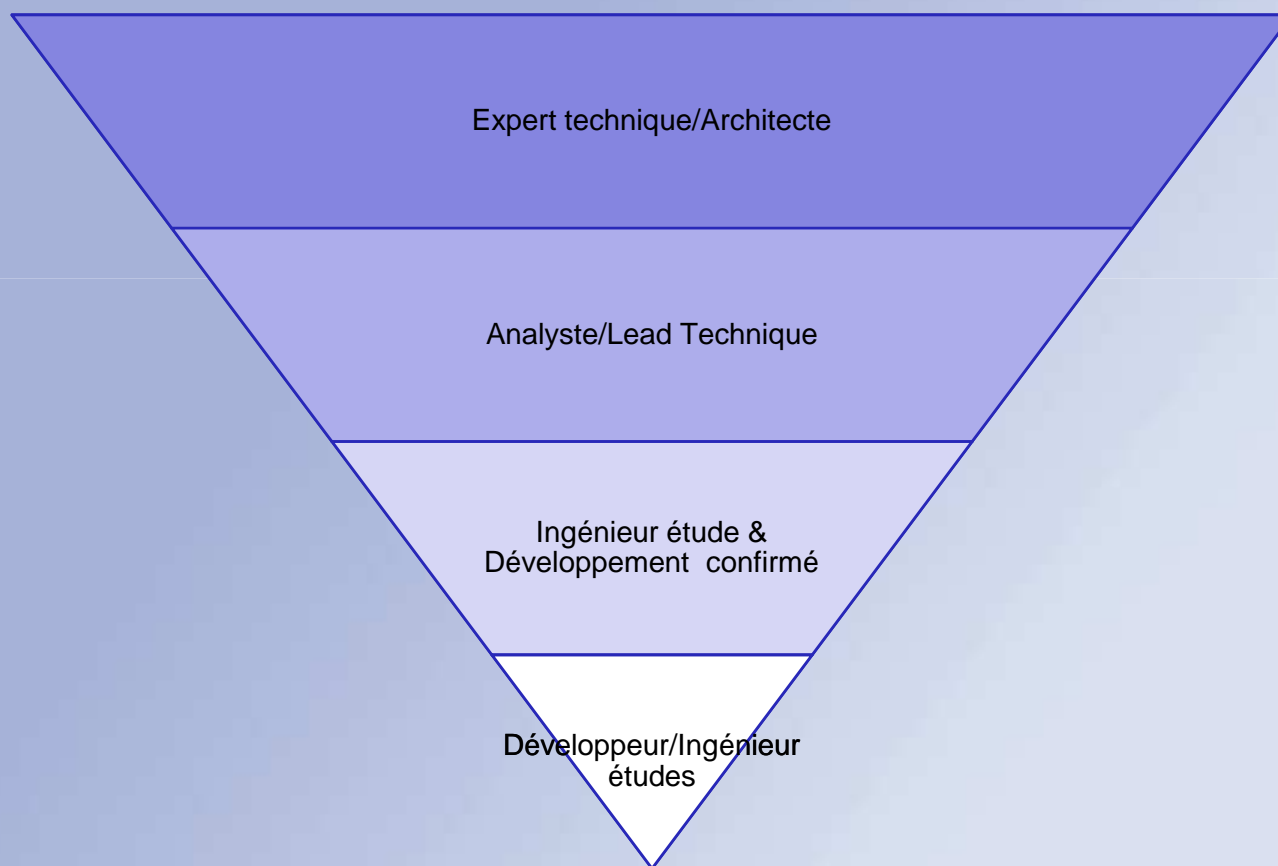 Expert technique/Architecte
Analyste/Lead Technique
Ingénieur étude &
Développement  confirmé
Développeur/Ingénieur
études